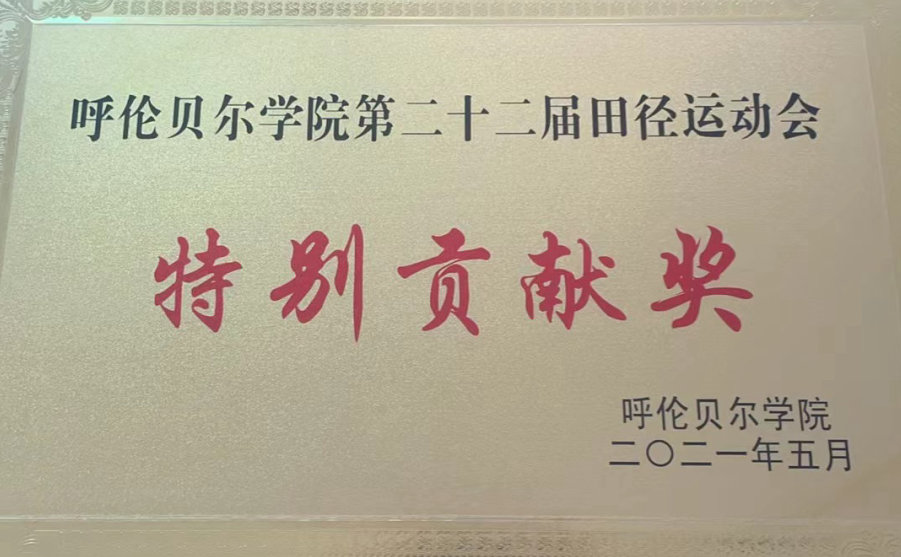 呼伦贝尔学院第二十二届田径运动会
特别贡献奖
呼伦贝尔学院
二〇二一年五月